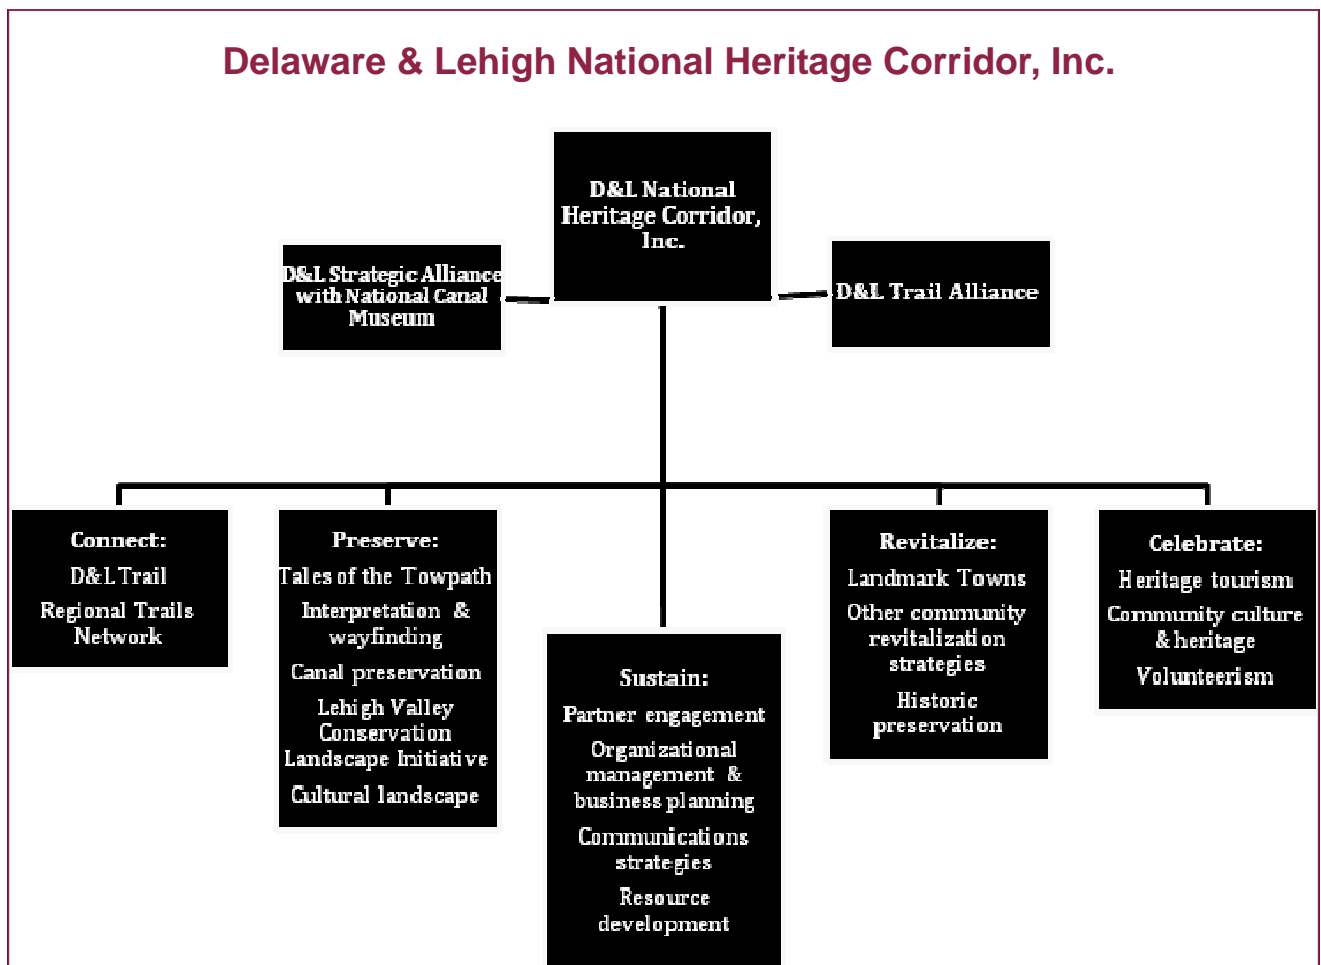 Delaware & Lehigh National Heritage Corridor, Inc.
D&L National
Heritage Corridor,
Inc.
D&L Strategic Alliance
with National Canal
Museum
D&L Trail Alliance
Connect:
D&L Trail
Regional Trails
Network
Preserve:
Tales of the Towpath
Interpretation &
wayfinding
Canal preservation
Lehigh Valley
Conservation
Landscape Initiative
Cultural landscape
Sustain:
Partner engagement
Organizational
management &
business planning
Communications
strategies
Resource
development
Revitalize:
Landmark Towns
Other community
revitalization
strategies
Historic
preservation
Celebrate:
Heritage tourism
Community culture
& heritage
Volunteerism